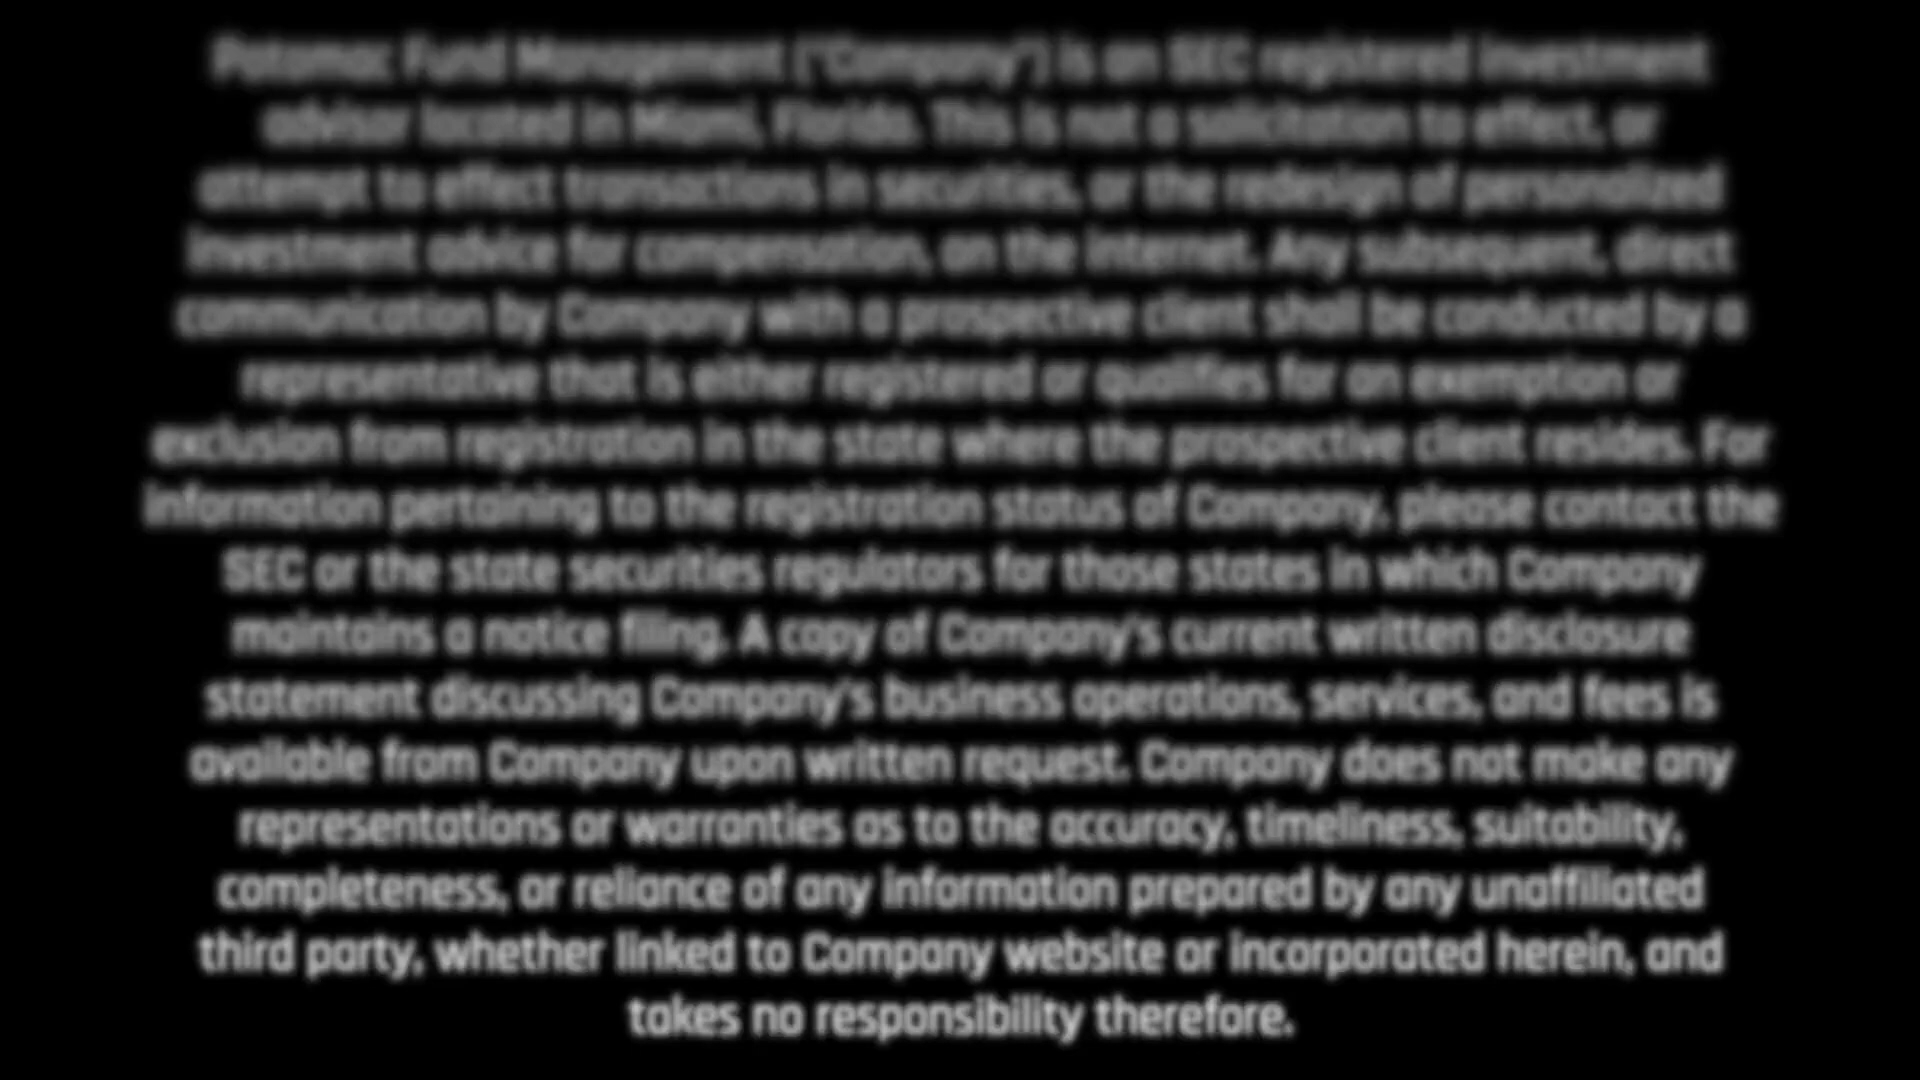 Potomac Fund Management ("Company") is an SEC registered investment
advisor located in Miami, Florida. This is not a solicitation to effect, or
attempt to effect transactions in securities, or the redesign of personalized
investment advice for compensation, on the internet. Any subsequent, direct
communication by Company with a prospective client shall be conducted by a
representative that is either registered or qualifies for an exemption or
exclusion from registration in the state where the prospective client resides. For
information pertaining to the registration status of Company, please contact the
SEC or the state securities regulators for those states in which Company
maintains a notice filing. A copy of Company's current written disclosure
statement discussing Company's business operations, services, and fees is
available from Company upon written request. Company does not make any
representations or warranties as to the accuracy, timeliness, suitability,
completeness, or reliance of any information prepared by any unaffiliated
third party, whether linked to Company website or incorporated herein, and
takes no responsibility therefore.